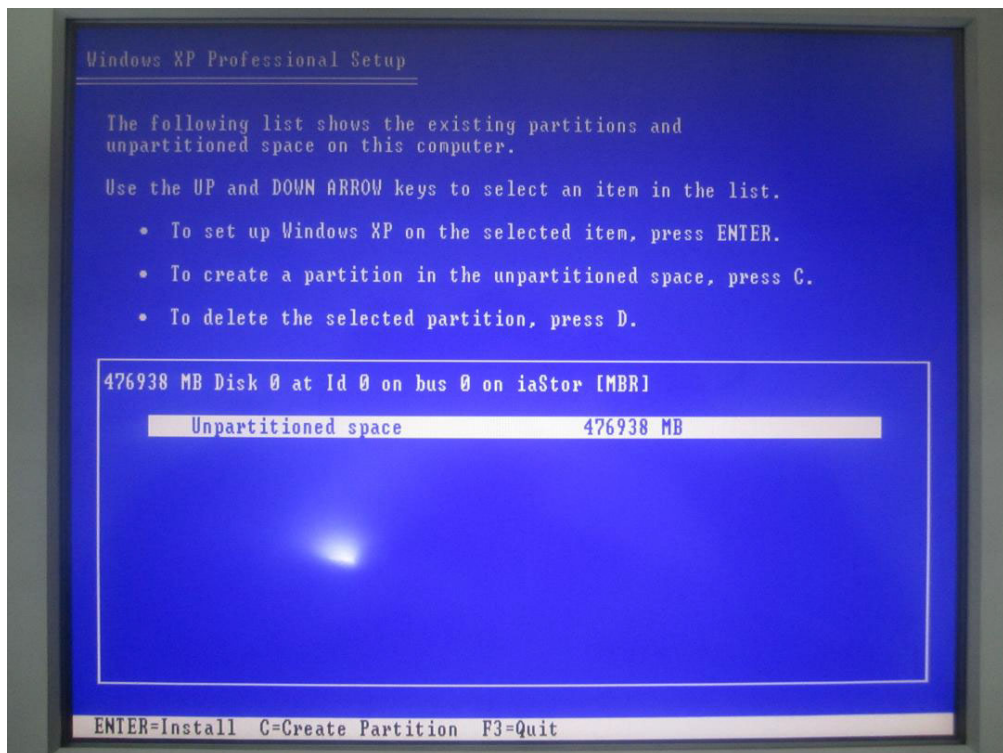 Windows XP Professional Setup
The following list shows the existing partitions and
unpartitioned space on this computer.
Use the UP and DOWN ARROW keys to select an item in the list.
• To set up Windows XP on the selected item, press ENTER.
• To create a partition in the unpartitioned space, press C.
• To delete the selected partition, press D.
476938 MB Disk 0 at Id 0 on bus 0 on iaStor [MBR]
Unpartitioned space 476938 MB
ENTER=Install C=Create Partition F3=Quit